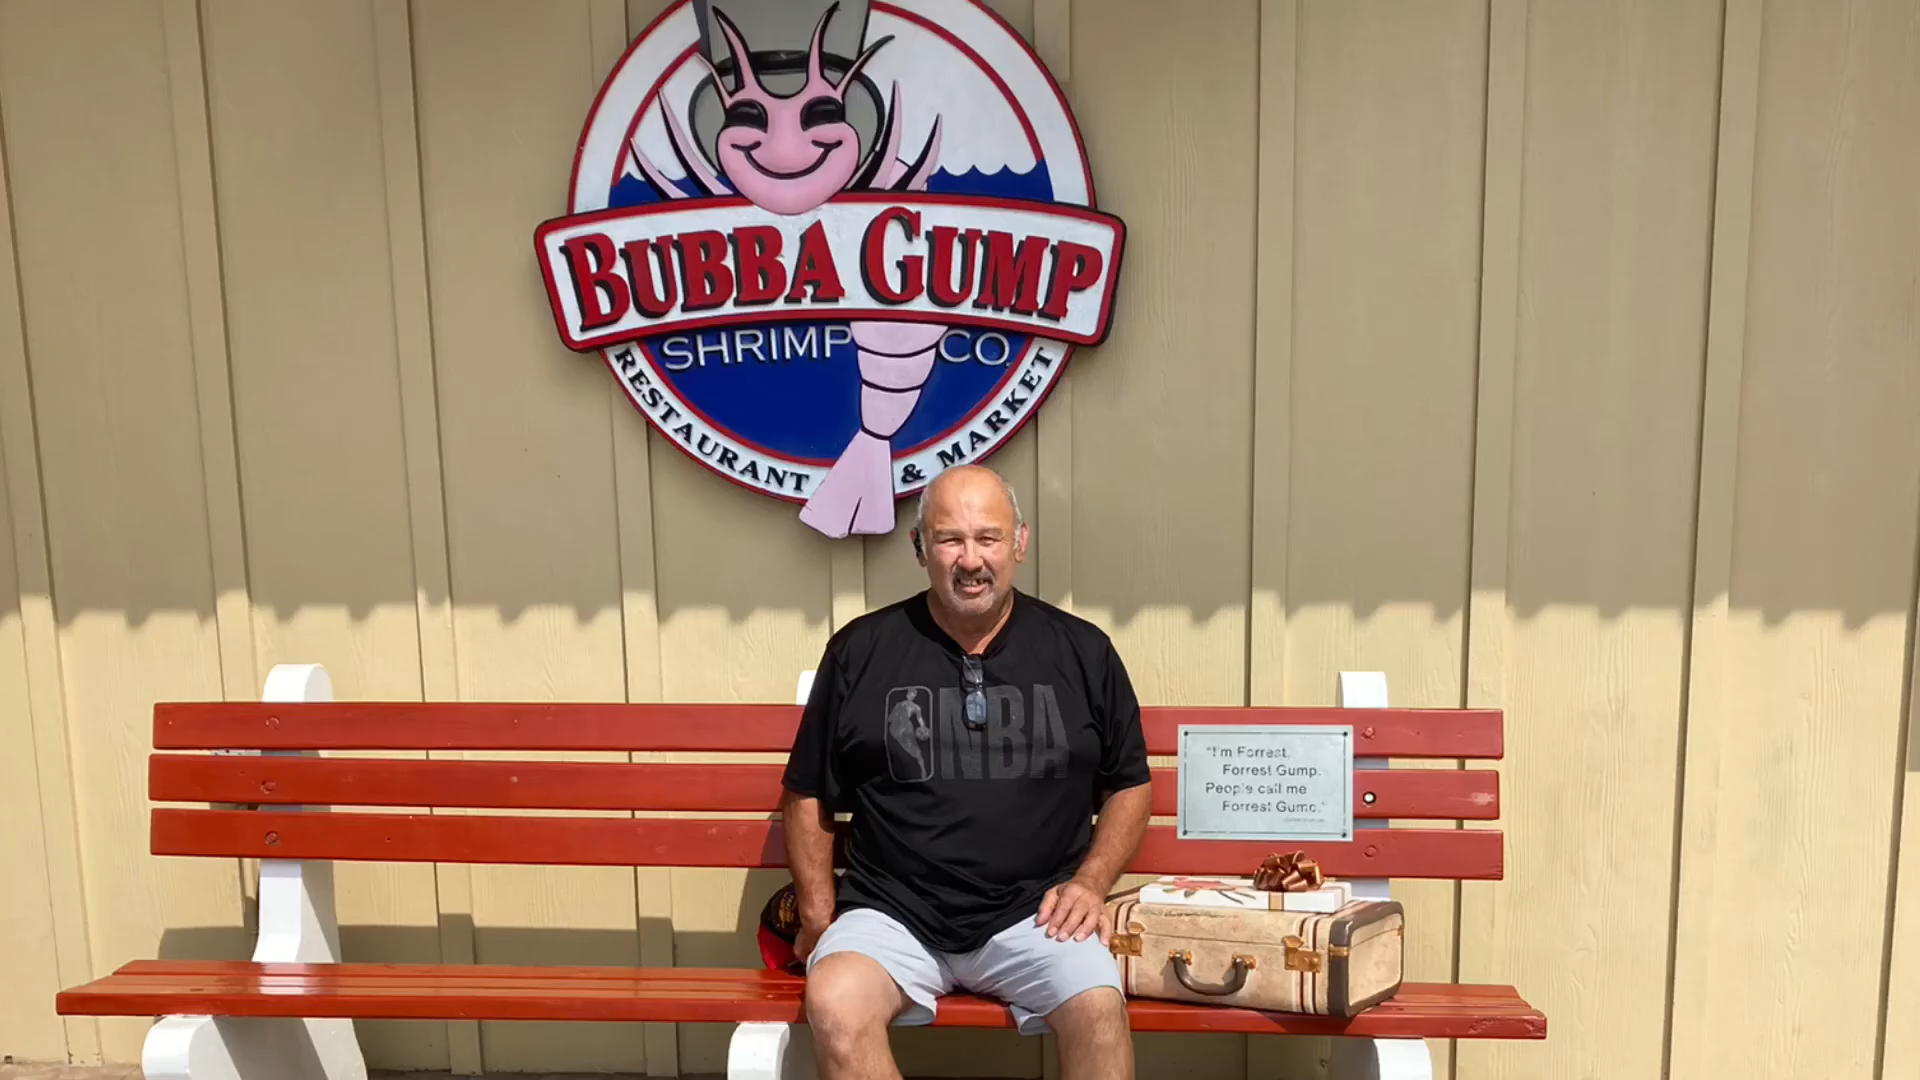 BUBBA GUMP
SHRIMP CO.
RESTAURANT & MARKET
NBA
"I'm Forrest,
Forrest Gump.
People call me
Forrest Gump."